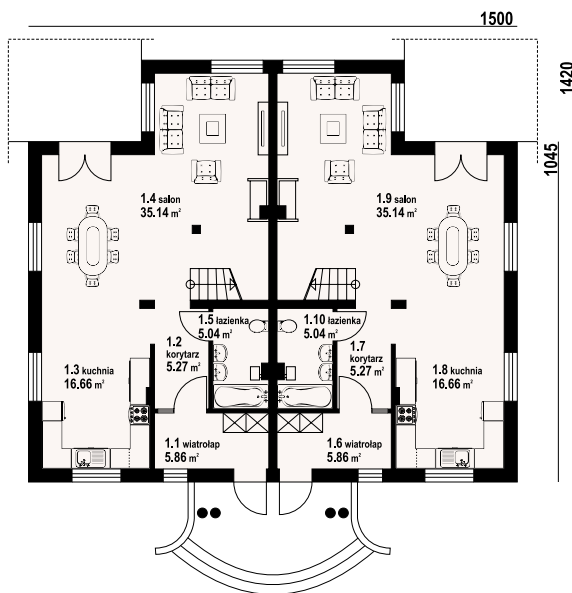 1500
1420
1045
1.4 salon
35.14 m²
1.9 salon
35.14 m²
1.5 łazienka
5.04 m²
1.10 łazienka
5.04 m²
1.2
korytarz
5.27 m²
1.7
korytarz
5.27 m²
1.3 kuchnia
16.66 m²
1.8 kuchnia
16.66 m²
1.1 wiatrołap
5.86 m²
1.6 wiatrołap
5.86 m²